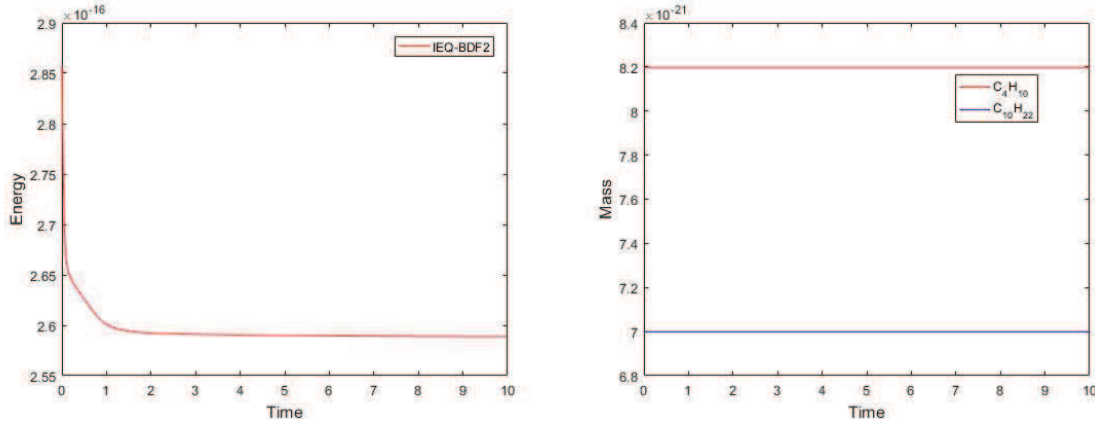 ×10⁻¹⁶
2.9
2.85
2.8
2.75
2.7
2.65
2.6
2.55
Energy
IEQ-BDF2
0 1 2 3 4 5 6 7 8 9 10
Time
×10⁻²¹
8.4
8.2
8
7.8
7.6
7.4
7.2
7
6.8
Mass
C₄H₁₀
C₁₀H₂₂
0 1 2 3 4 5 6 7 8 9 10
Time